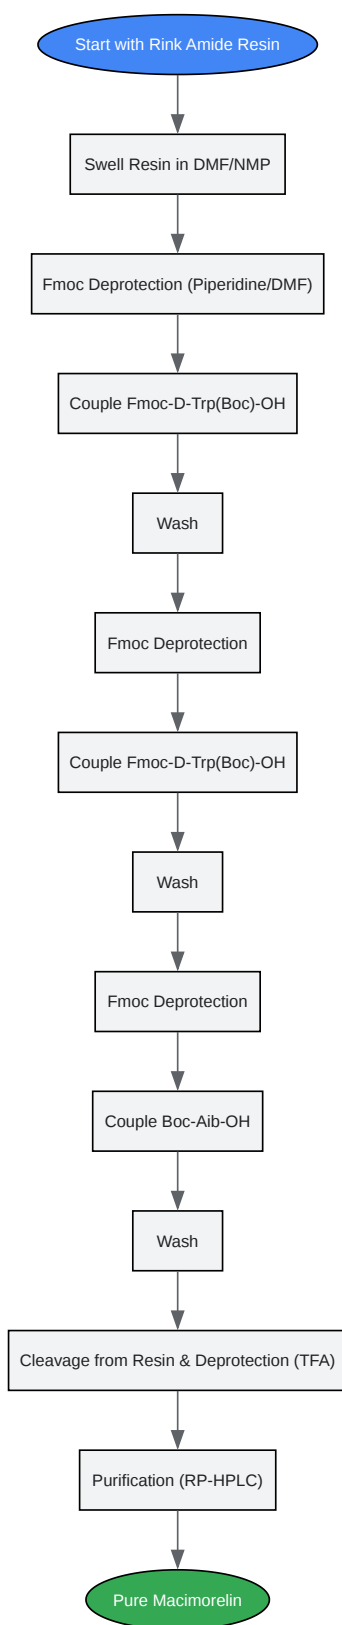 Start with Rink Amide Resin
Swell Resin in DMF/NMP
Fmoc Deprotection (Piperidine/DMF)
Couple Fmoc-D-Trp(Boc)-OH
Wash
Fmoc Deprotection
Couple Fmoc-D-Trp(Boc)-OH
Wash
Fmoc Deprotection
Couple Boc-Aib-OH
Wash
Cleavage from Resin & Deprotection (TFA)
Purification (RP-HPLC)
Pure Macimorelin